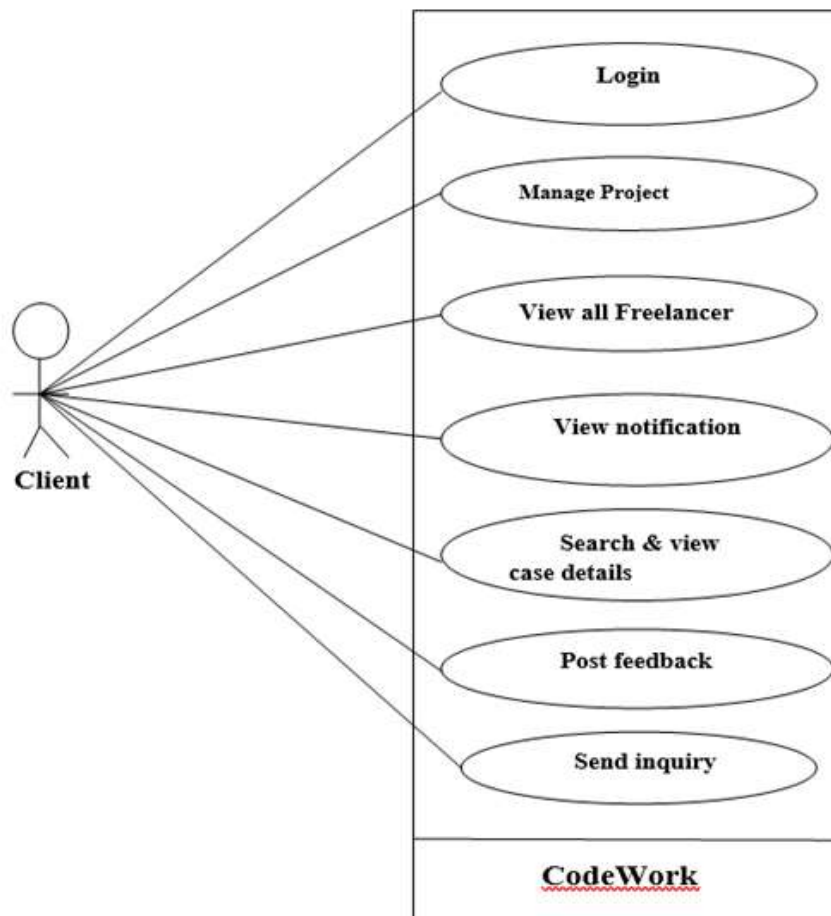 Login
Manage Project
View all Freelancer
View notification
Client
Search & view
case details
Post feedback
Send inquiry
CodeWork